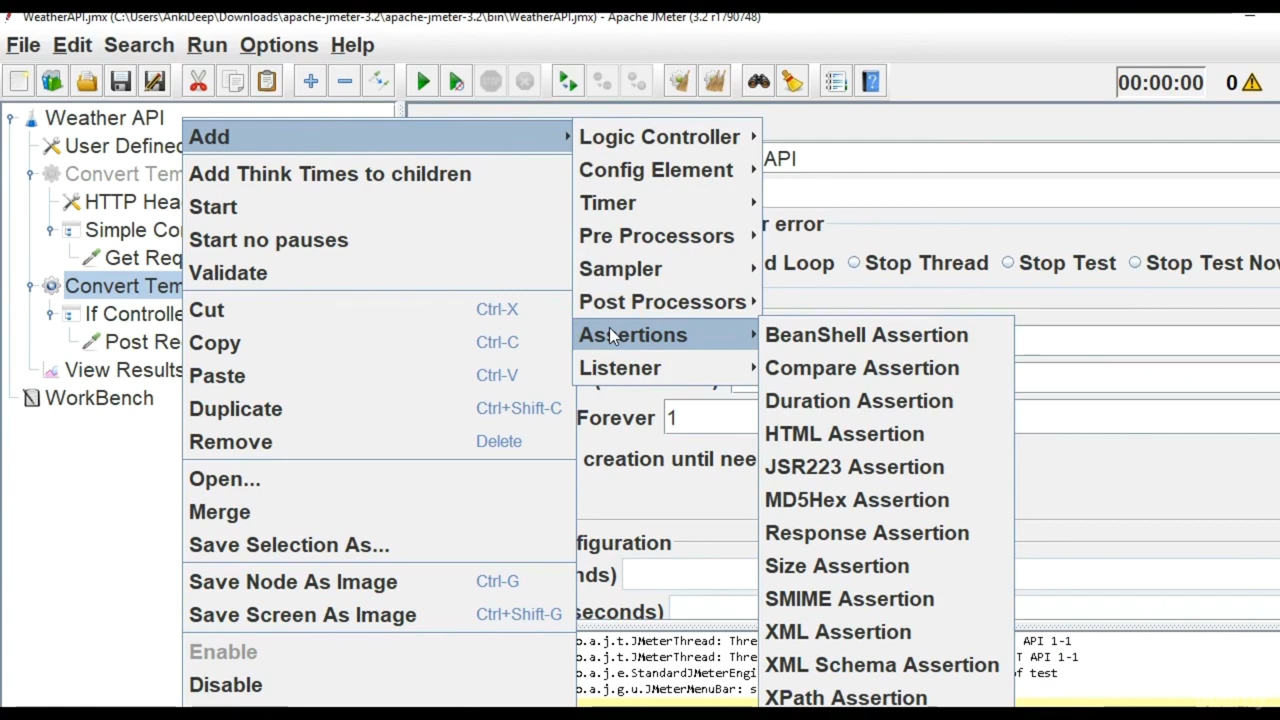 WeatherAPI.jmx (C:\Users\AnkiDeep\Downloads\apache-jmeter-3.2\apache-jmeter-3.2\bin\WeatherAPI.jmx) - Apache JMeter (3.2 r1790748)
File Edit Search Run Options Help
00:00:00 0
Weather API
User Defined
Convert Tem
HTTP Hea
Simple Co
Get Req
Convert Tem
If Controlle
Post Re
View Results
WorkBench
Add
Add Think Times to children
Start
Start no pauses
Validate
Cut Ctrl-X
Copy Ctrl-C
Paste Ctrl-V
Duplicate Ctrl+Shift-C
Remove Delete
Open...
Merge
Save Selection As...
Save Node As Image Ctrl-G
Save Screen As Image Ctrl+Shift-G
Enable
Disable
Logic Controller
Config Element
Timer
Pre Processors
Sampler
Post Processors
Assertions
Listener
BeanShell Assertion
Compare Assertion
Duration Assertion
HTML Assertion
JSR223 Assertion
MD5Hex Assertion
Response Assertion
Size Assertion
SMIME Assertion
XML Assertion
XML Schema Assertion
XPath Assertion
API
r error
d Loop Stop Thread Stop Test Stop Test Now
Forever 1
creation until nee
figuration
nds)
seconds)
o.a.j.t.JMeterThread: Thre API 1-1
o.a.j.t.JMeterThread: Thre T API 1-1
o.a.j.e.StandardJMeterEngi of test
o.a.j.g.u.JMeterMenuBar: s